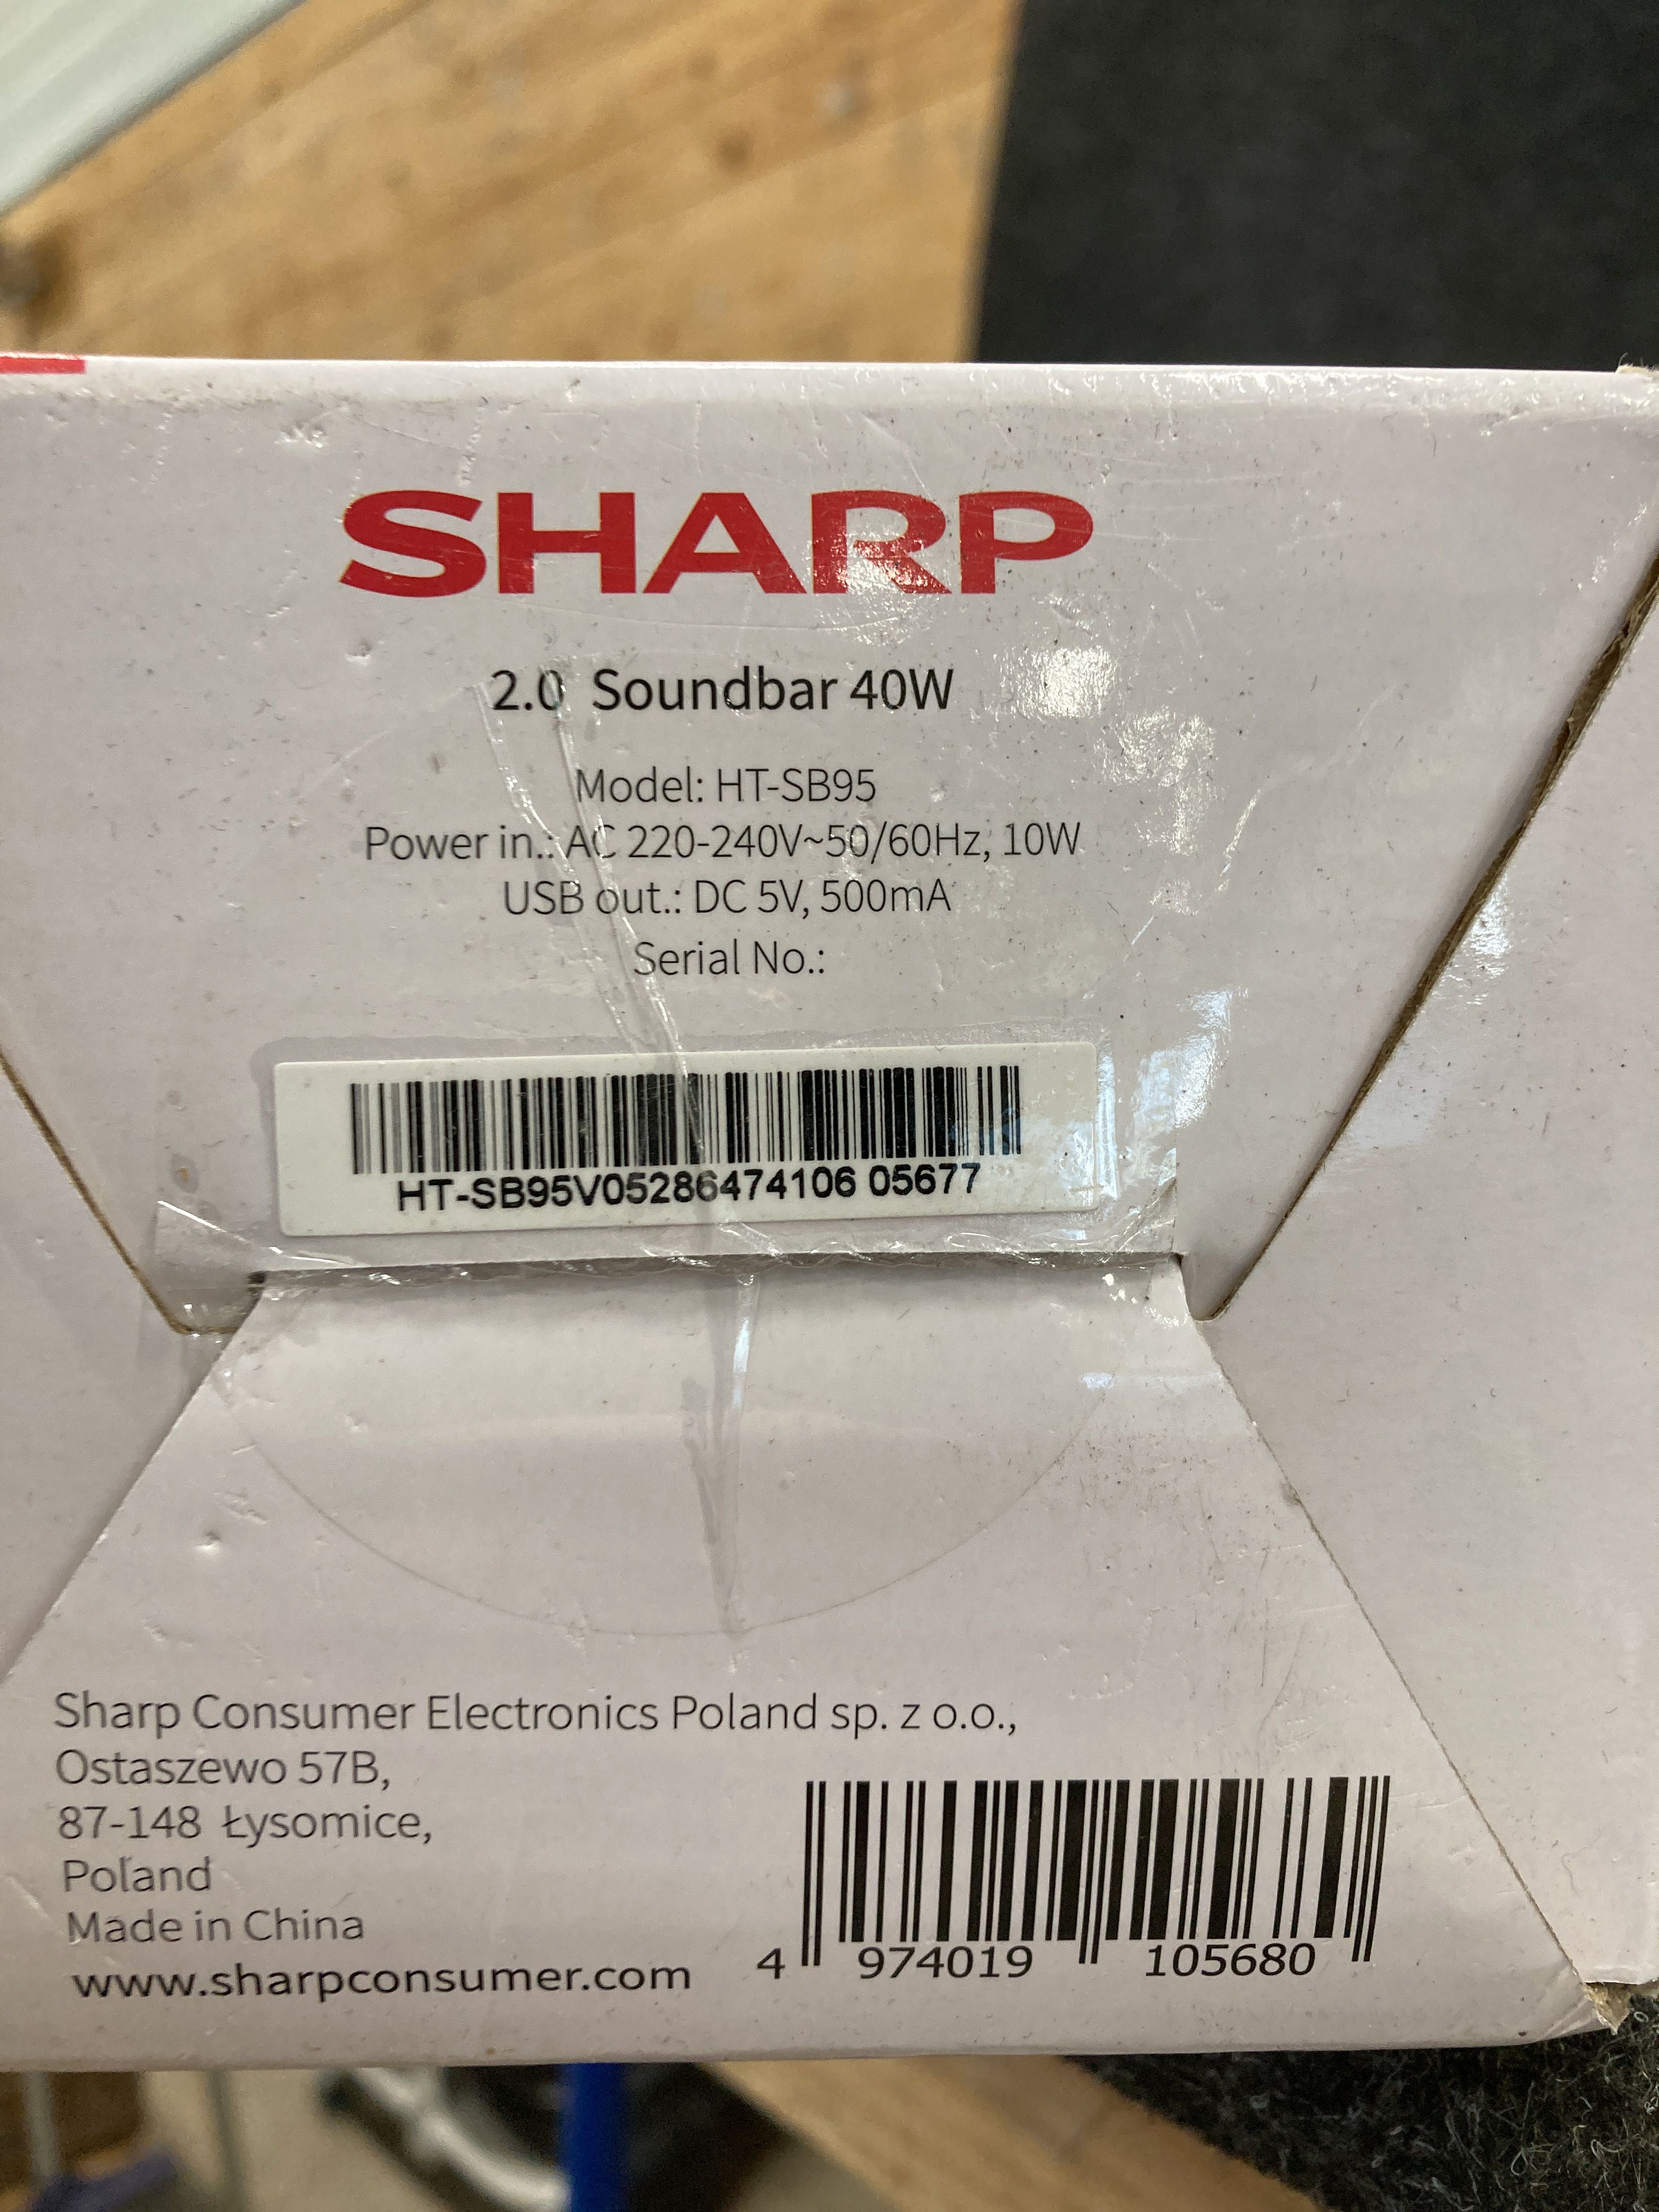 SHARP
2.0 Soundbar 40W
Model: HT-SB95
Power in.: AC 220-240V~50/60Hz, 10W
USB out.: DC 5V, 500mA
Serial No.:
HT-SB95V05286474106 05677
Sharp Consumer Electronics Poland sp. z o.o.,
Ostaszewo 57B,
87-148 Łysomice,
Poland
Made in China
www.sharpconsumer.com
4 974019 105680